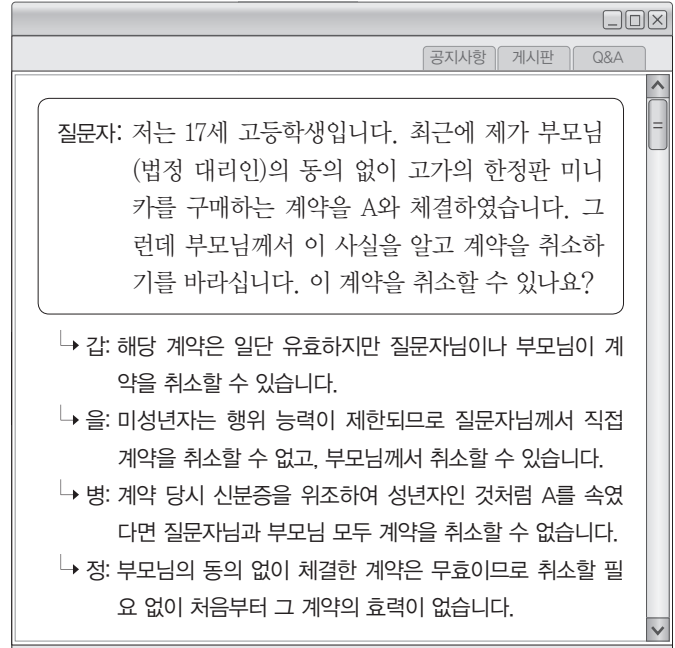 공지사항 게시판 Q&A
질문자: 저는 17세 고등학생입니다. 최근에 제가 부모님
(법정 대리인)의 동의 없이 고가의 한정판 미니
카를 구매하는 계약을 A와 체결하였습니다. 그
런데 부모님께서 이 사실을 알고 계약을 취소하
기를 바라십니다. 이 계약을 취소할 수 있나요?
갑: 해당 계약은 일단 유효하지만 질문자님이나 부모님이 계
약을 취소할 수 있습니다.
을: 미성년자는 행위 능력이 제한되므로 질문자님께서 직접
계약을 취소할 수 없고, 부모님께서 취소할 수 있습니다.
병: 계약 당시 신분증을 위조하여 성년자인 것처럼 A를 속였
다면 질문자님과 부모님 모두 계약을 취소할 수 없습니다.
정: 부모님의 동의 없이 체결한 계약은 무효이므로 취소할 필
요 없이 처음부터 그 계약의 효력이 없습니다.